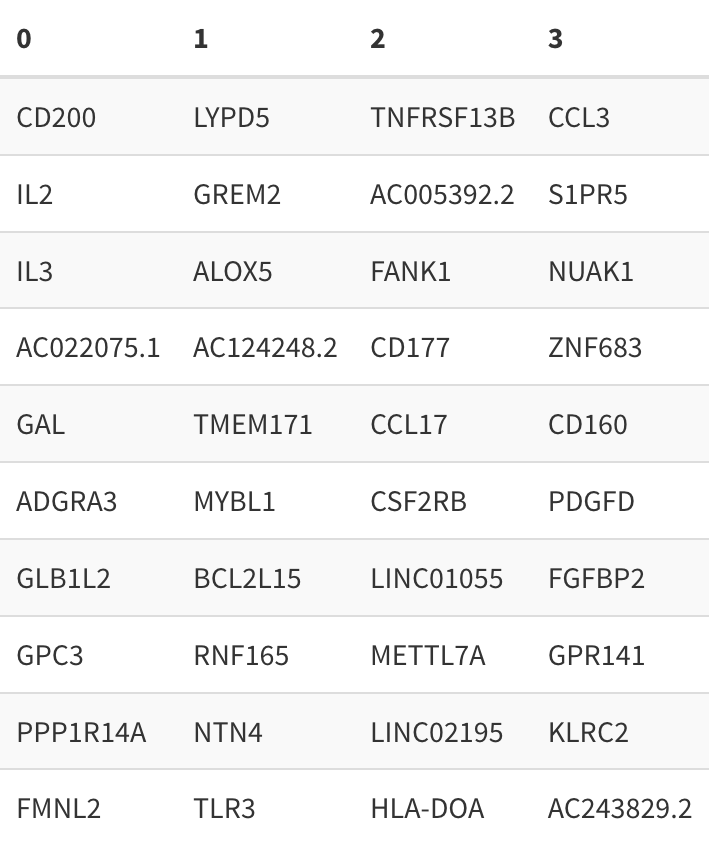 0 1 2 3
CD200 LYPD5 TNFRSF13B CCL3
IL2 GREM2 AC005392.2 S1PR5
IL3 ALOX5 FANK1 NUAK1
AC022075.1 AC124248.2 CD177 ZNF683
GAL TMEM171 CCL17 CD160
ADGRA3 MYBL1 CSF2RB PDGFD
GLB1L2 BCL2L15 LINC01055 FGFBP2
GPC3 RNF165 METTL7A GPR141
PPP1R14A NTN4 LINC02195 KLRC2
FMNL2 TLR3 HLA-DOA AC243829.2